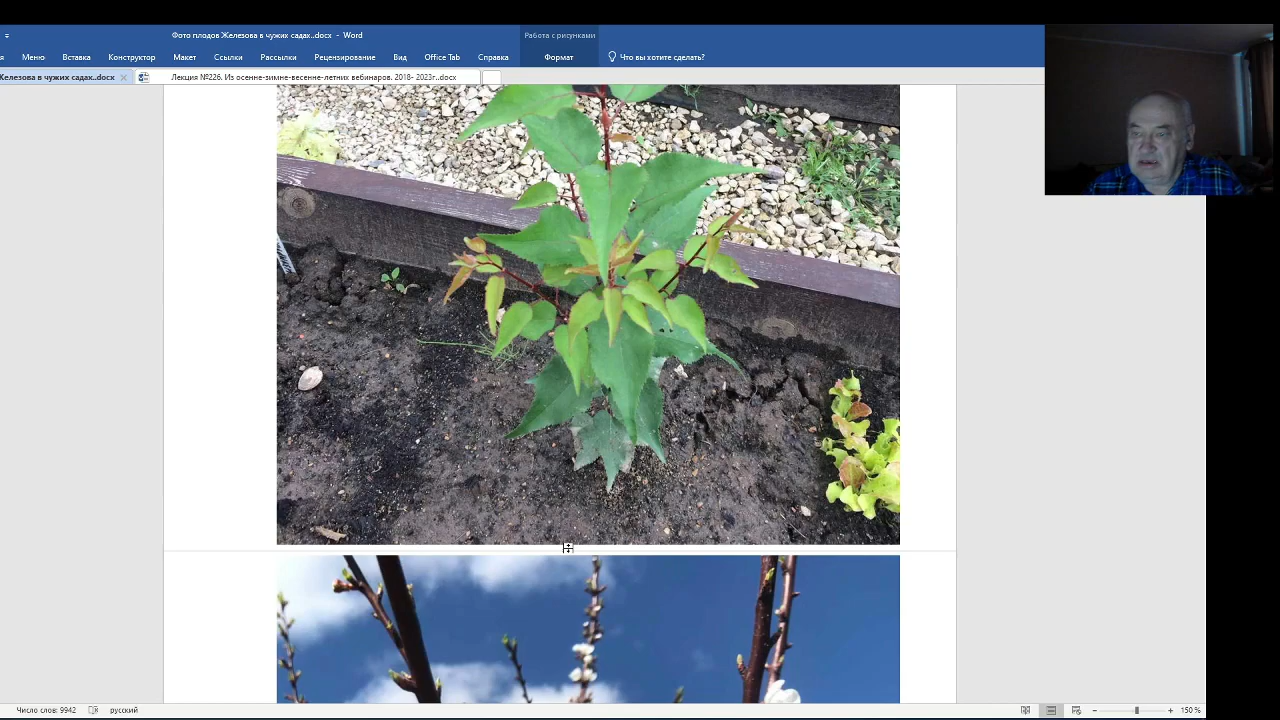 Фото плодов Железова в чужих садах..docx - Word
Работа с рисунками
я Меню Вставка Конструктор Макет Ссылки Рассылки Рецензирование Вид Office Tab Справка Формат Что вы хотите сделать?
Железова в чужих садах..docx Лекция №226. Из осенне-зимне-весенне-летних вебинаров. 2018- 2023г..docx
Число слов: 9942 русский 150 %